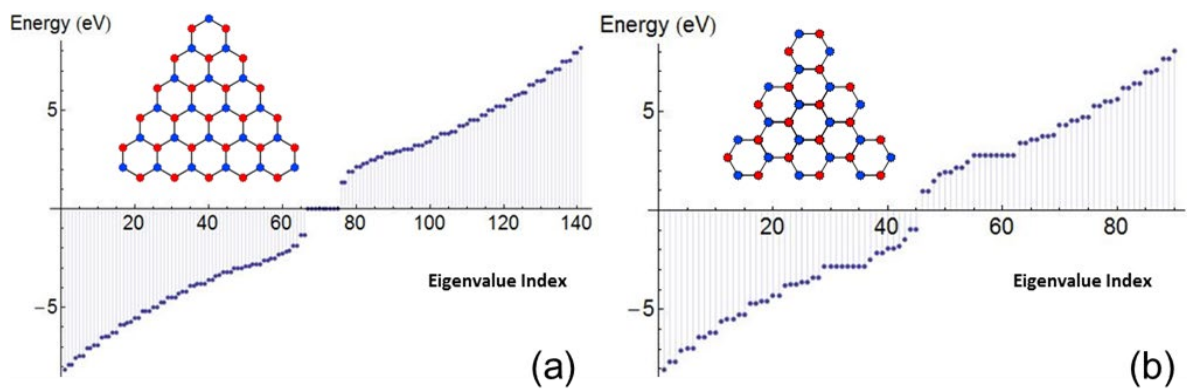 Energy (eV)
5
20 40 60 80 100 120 140
Eigenvalue Index
−5
(a)
Energy (eV)
5
20 40 60 80
Eigenvalue Index
−5
(b)